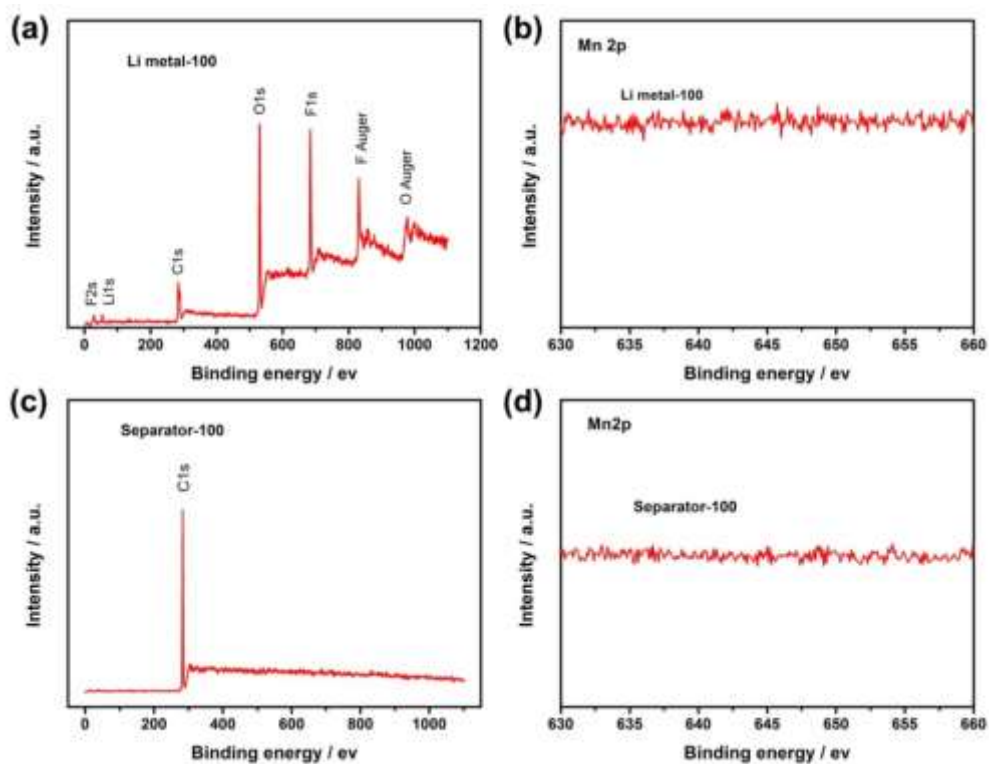 (a)
Li metal-100
F2s
Li1s
C1s
O1s
F1s
F Auger
O Auger
Intensity / a.u.
0 200 400 600 800 1000 1200
Binding energy / ev
(b)
Mn 2p
Li metal-100
Intensity / a.u.
630 635 640 645 650 655 660
Binding energy / ev
(c)
Separator-100
C1s
Intensity / a.u.
0 200 400 600 800 1000
Binding energy / ev
(d)
Mn2p
Separator-100
Intensity / a.u.
630 635 640 645 650 655 660
Binding energy / ev